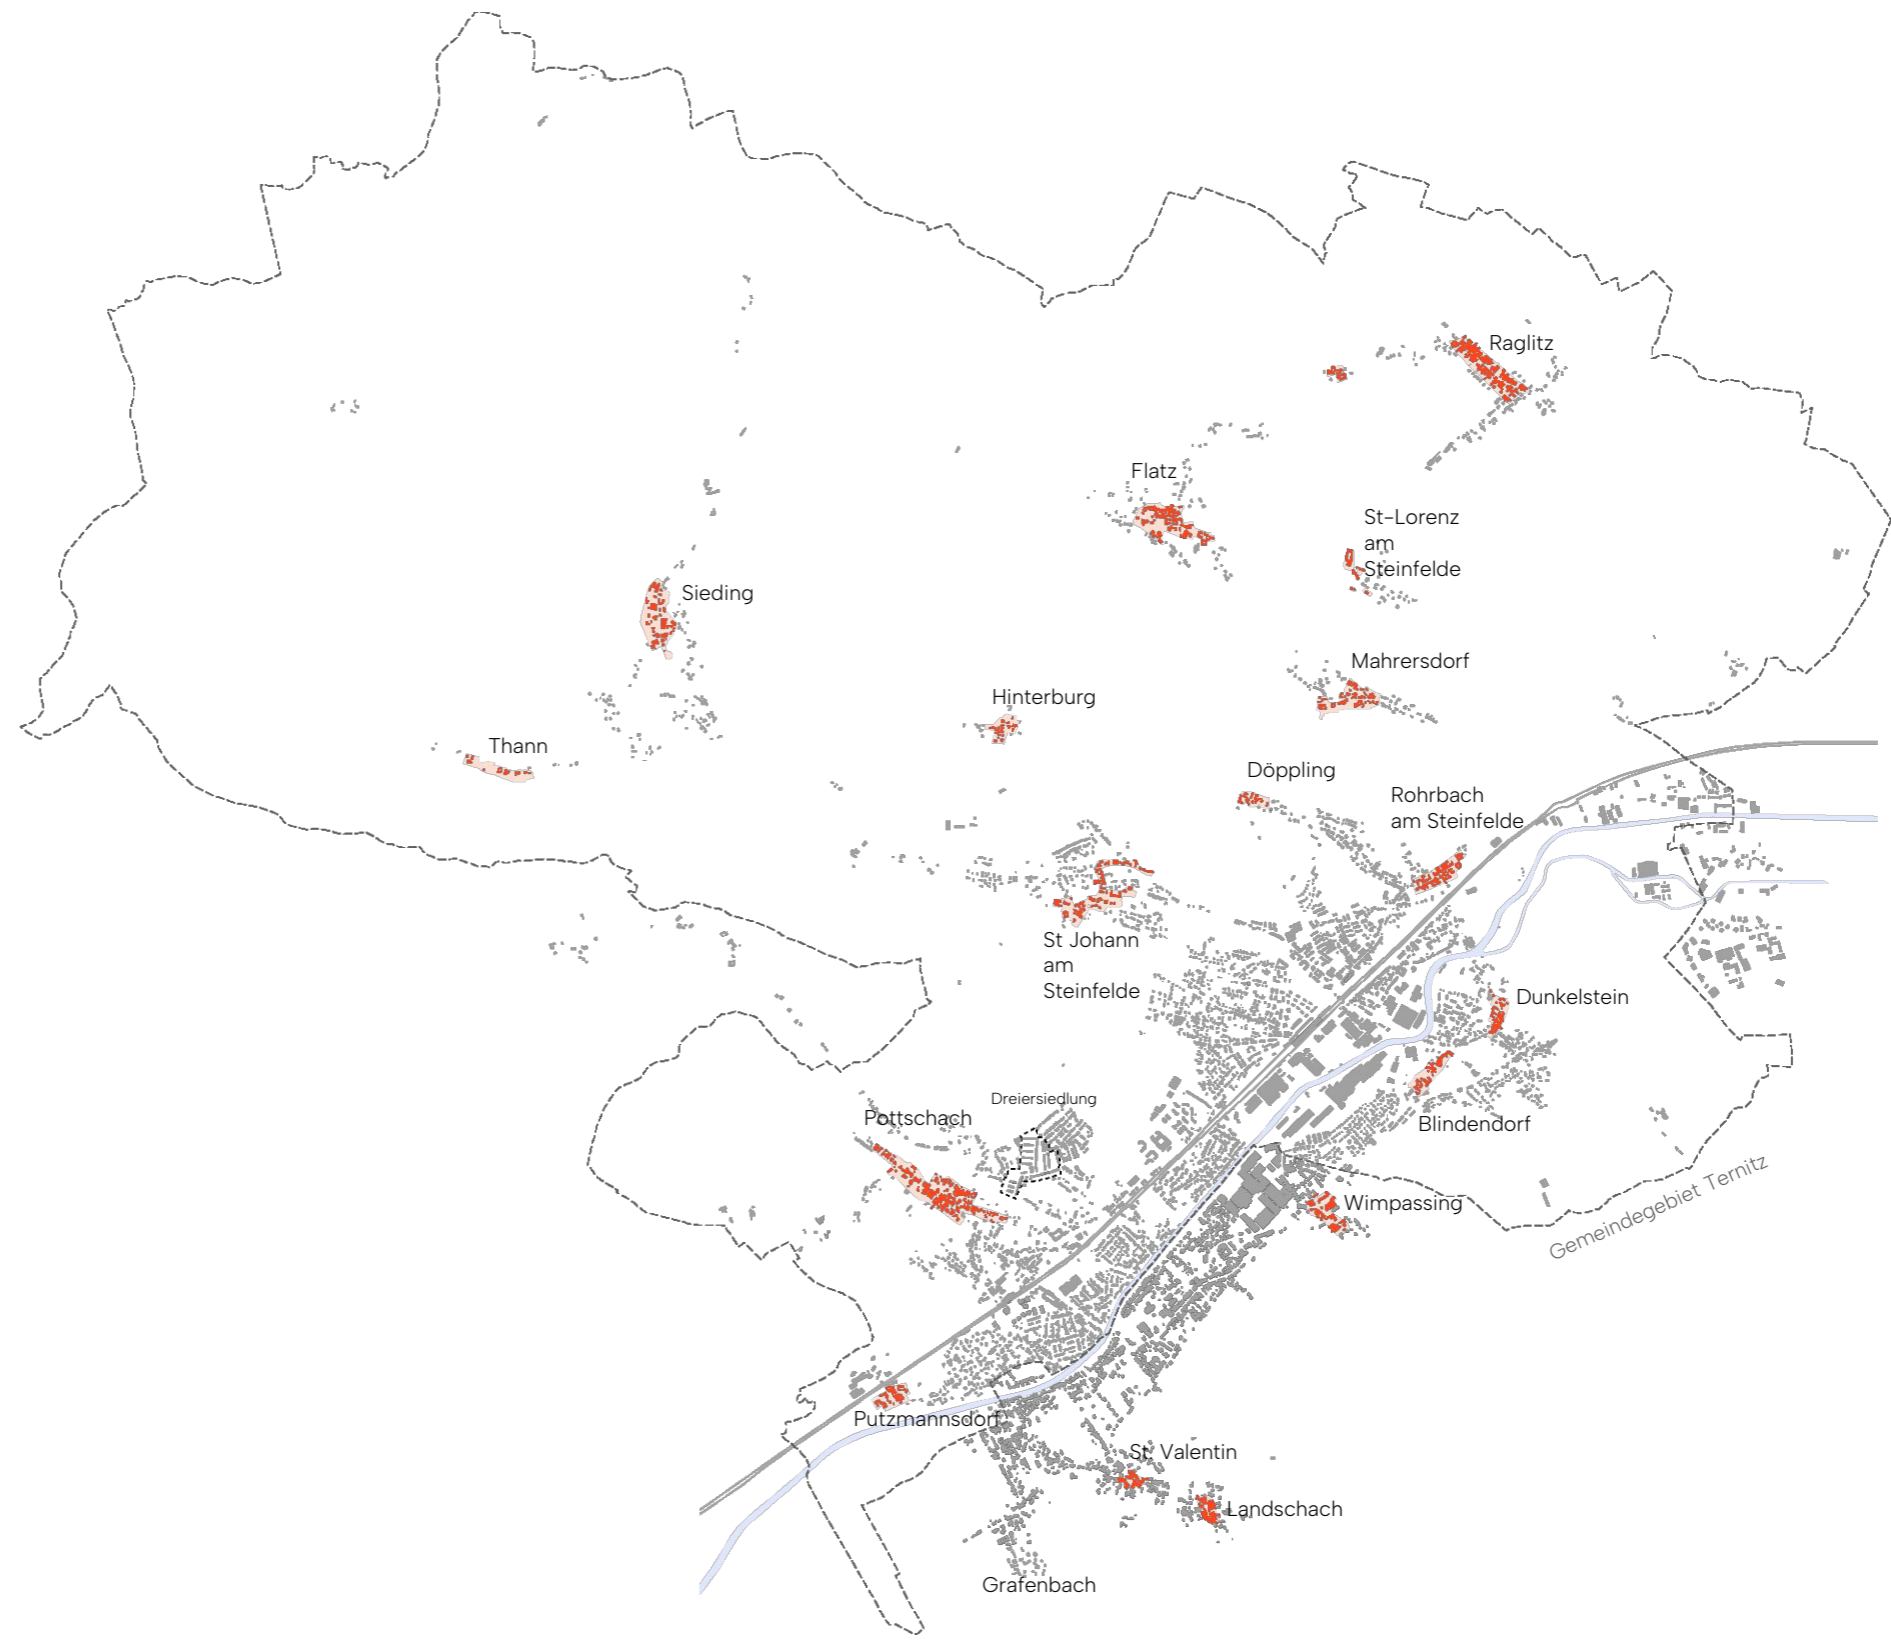 Raglitz
Flatz
St-Lorenz
am
Steinfelde
Sieding
Mahrersdorf
Hinterburg
Thann
Döppling
Rohrbach
am Steinfelde
St Johann
am
Steinfelde
Dunkelstein
Dreiersiedlung
Pottschach
Blindendorf
Gemeindegebiet Ternitz
Wimpassing
Putzmannsdorf
St. Valentin
Landschach
Grafenbach